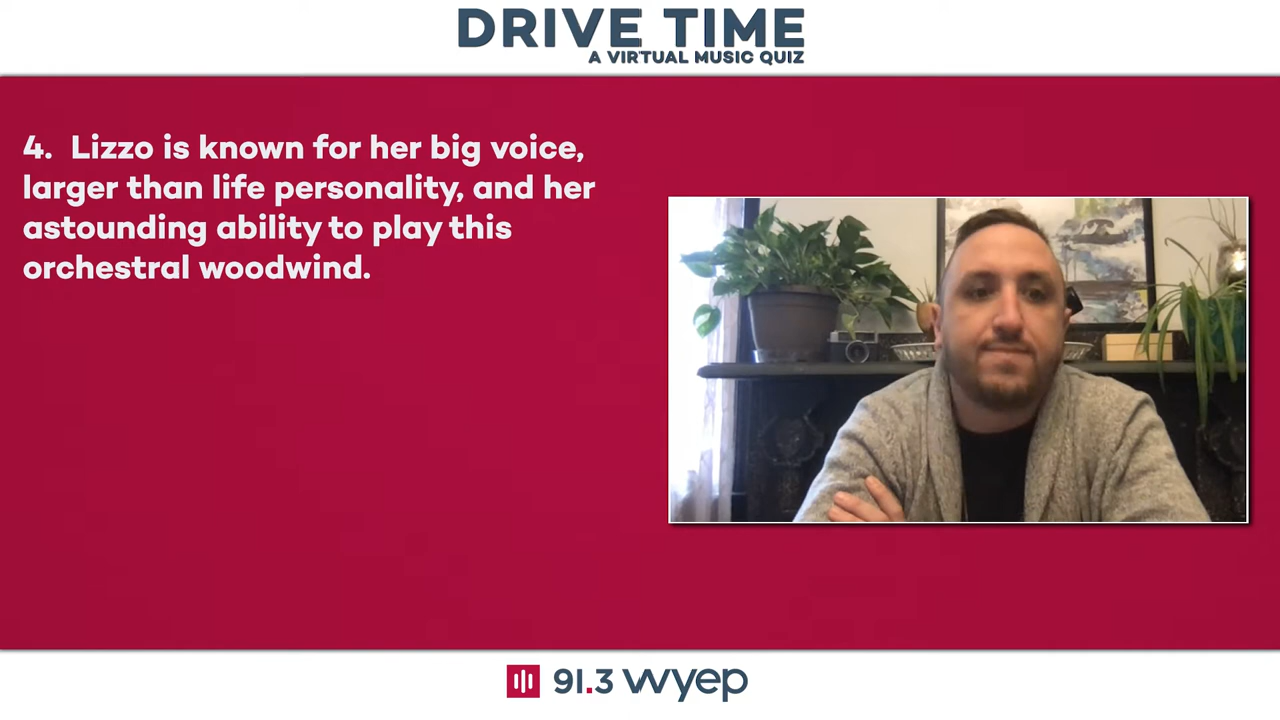 DRIVE TIME
A VIRTUAL MUSIC QUIZ
4. Lizzo is known for her big voice,
larger than life personality, and her
astounding ability to play this
orchestral woodwind.
91.3 wyep